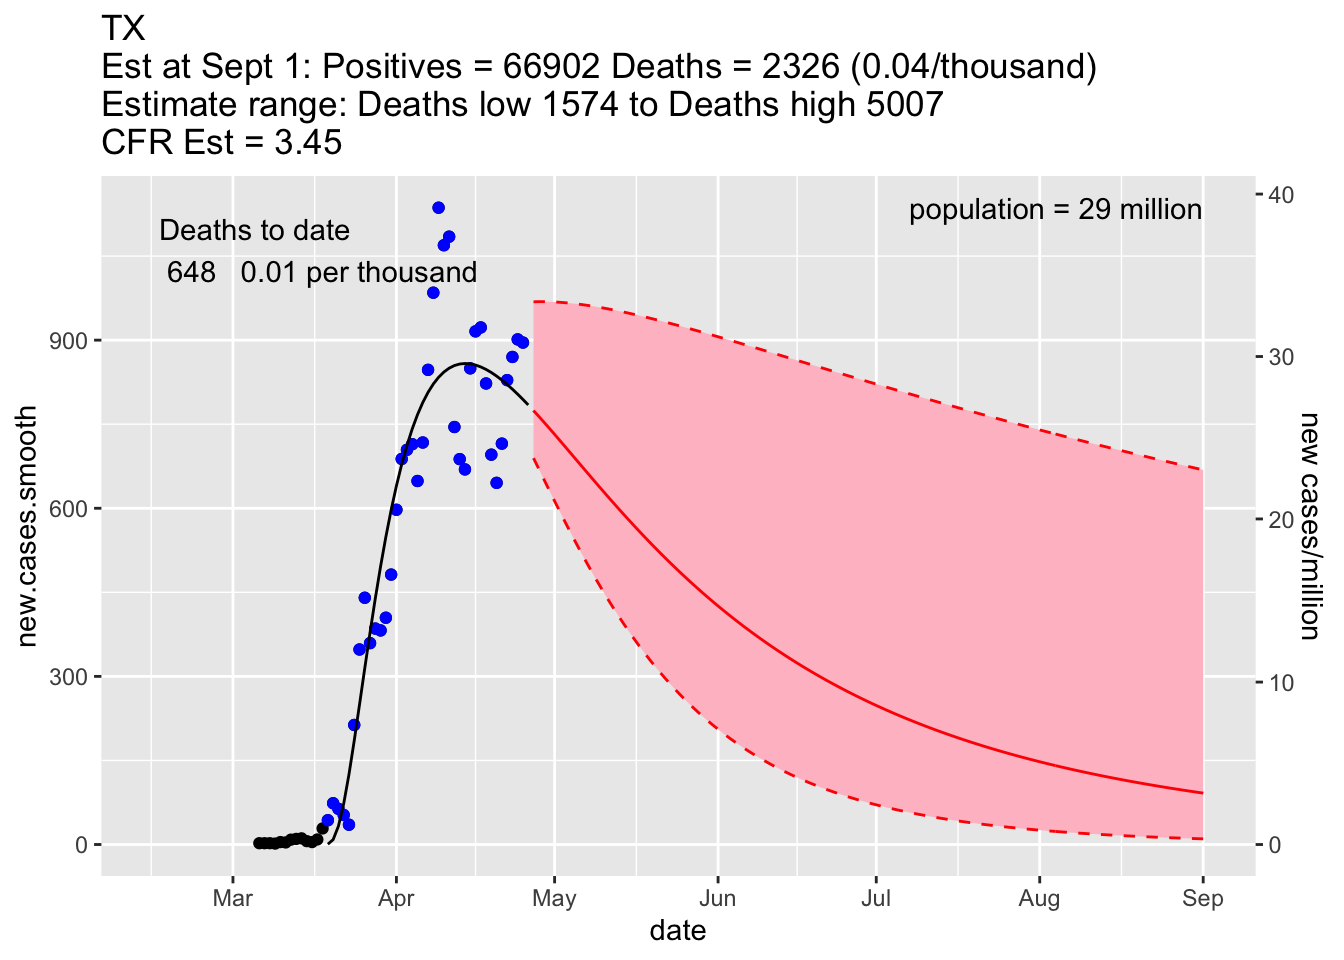 TX
Est at Sept 1: Positives = 66902 Deaths = 2326 (0.04/thousand)
Estimate range: Deaths low 1574 to Deaths high 5007
CFR Est = 3.45
Deaths to date
648 0.01 per thousand
population = 29 million
900
600
300
0
new.cases.smooth
40
30
20
10
0
new cases/million
Mar Apr May Jun Jul Aug Sep
date